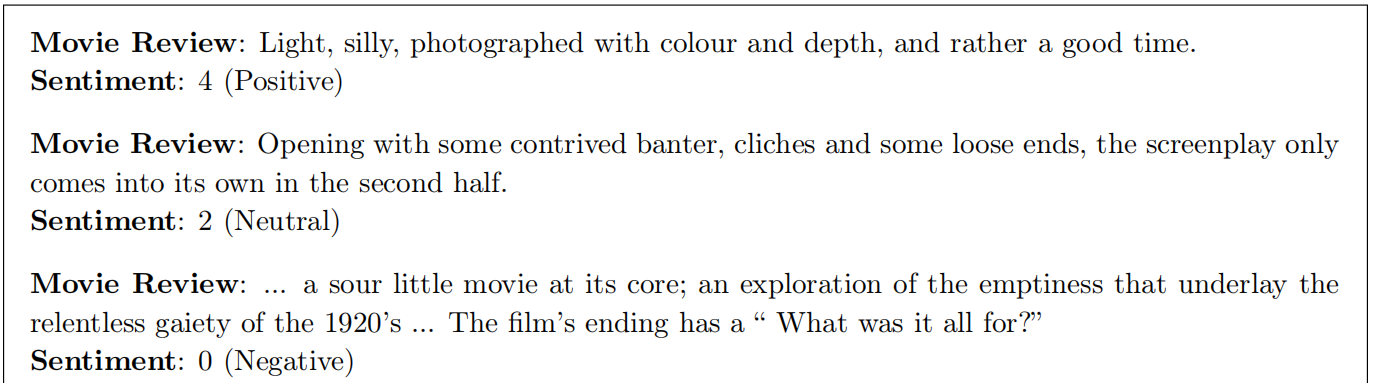 Movie Review: Light, silly, photographed with colour and depth, and rather a good time.
Sentiment: 4 (Positive)
Movie Review: Opening with some contrived banter, cliches and some loose ends, the screenplay only
comes into its own in the second half.
Sentiment: 2 (Neutral)
Movie Review: ... a sour little movie at its core; an exploration of the emptiness that underlay the
relentless gaiety of the 1920's ... The film's ending has a “ What was it all for?”
Sentiment: 0 (Negative)